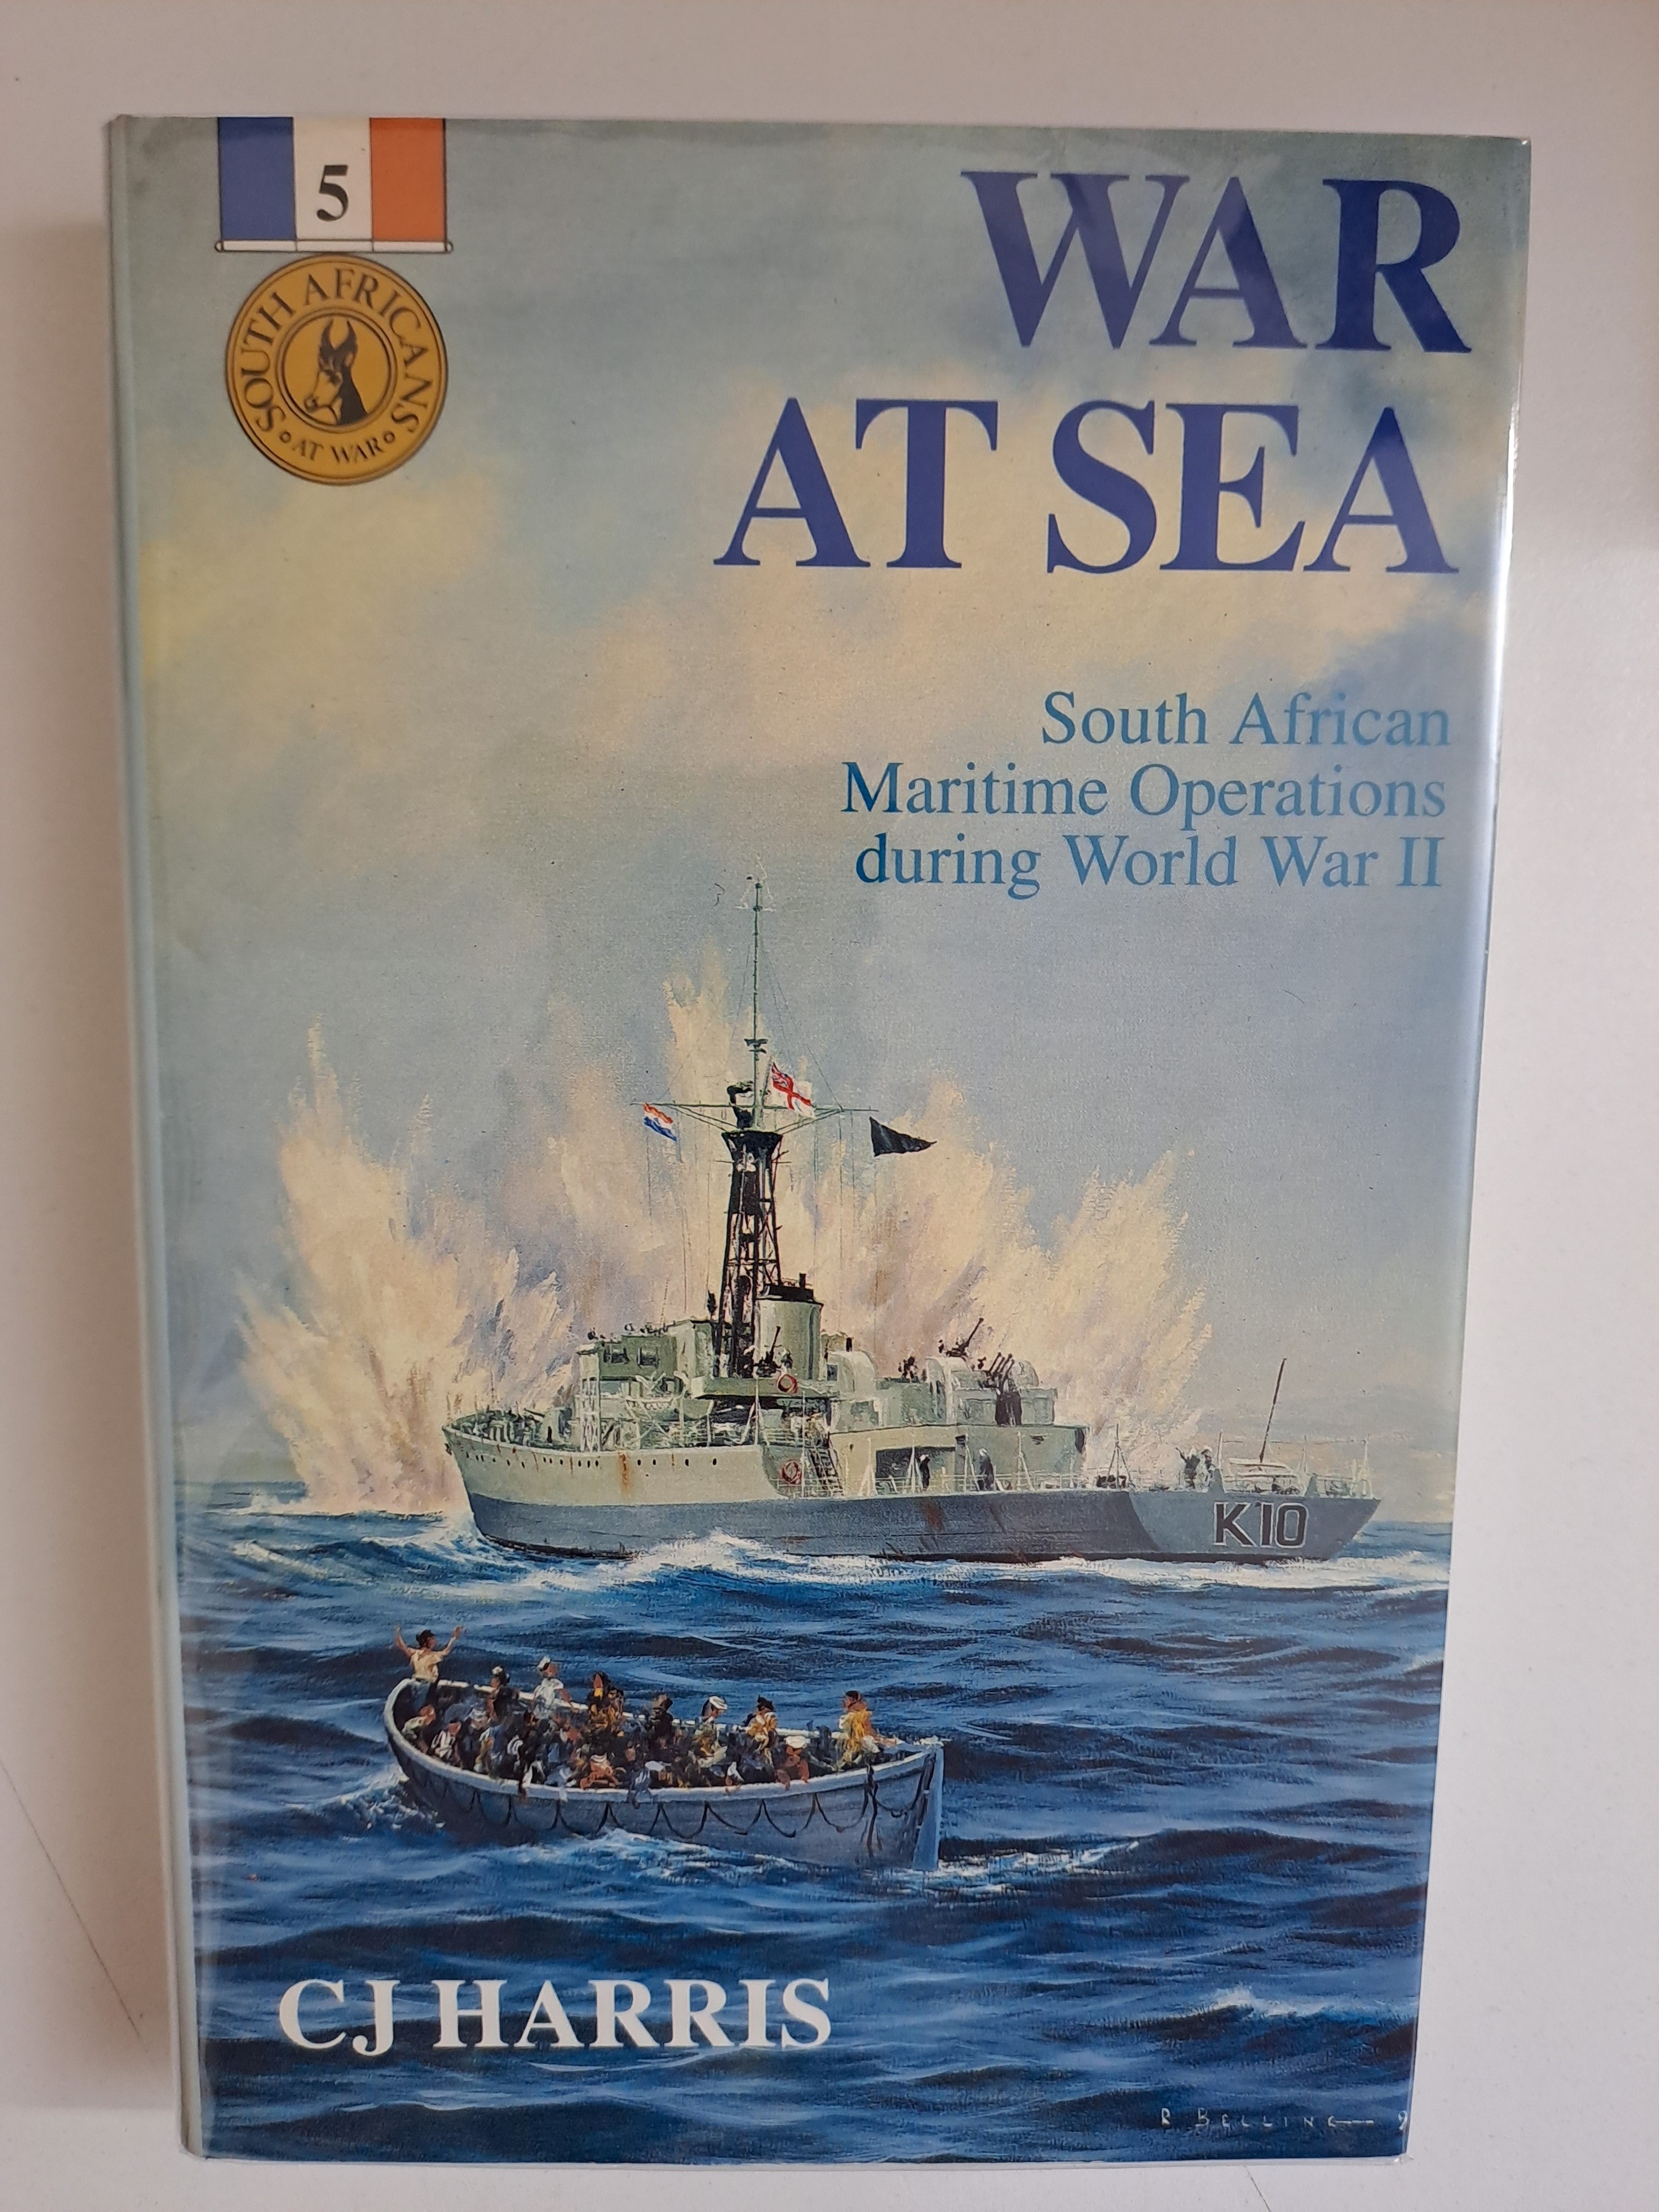 5
SOUTH AFRICANS
AT WAR
WAR
AT SEA
South African
Maritime Operations
during World War II
K10
CJ HARRIS
R BELLING